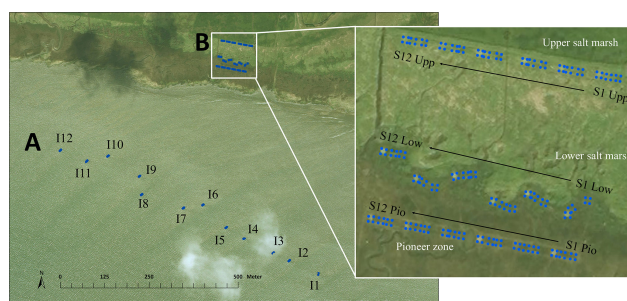 B
Upper salt marsh
S12 Upp
S1 Upp
A
I12
I11
I10
I9
I8
I7
I6
I5
I4
I3
I2
I1
S12 Low
Lower salt mars
S1 Low
S12 Pio
S1 Pio
Pioneer zone
N
0 125 250 500 Meter